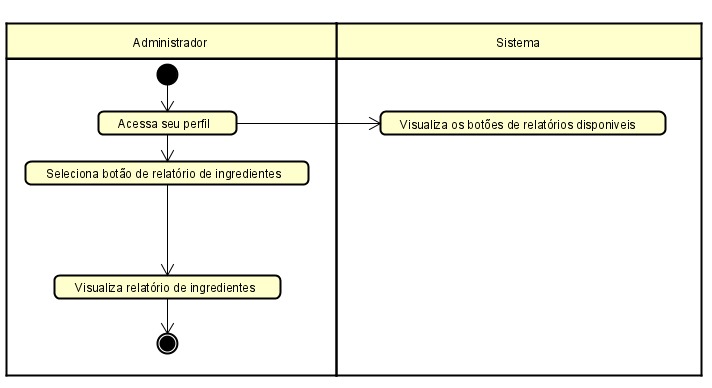 Administrador
Sistema
Acessa seu perfil
Visualiza os botões de relatórios disponiveis
Seleciona botão de relatório de ingredientes
Visualiza relatório de ingredientes